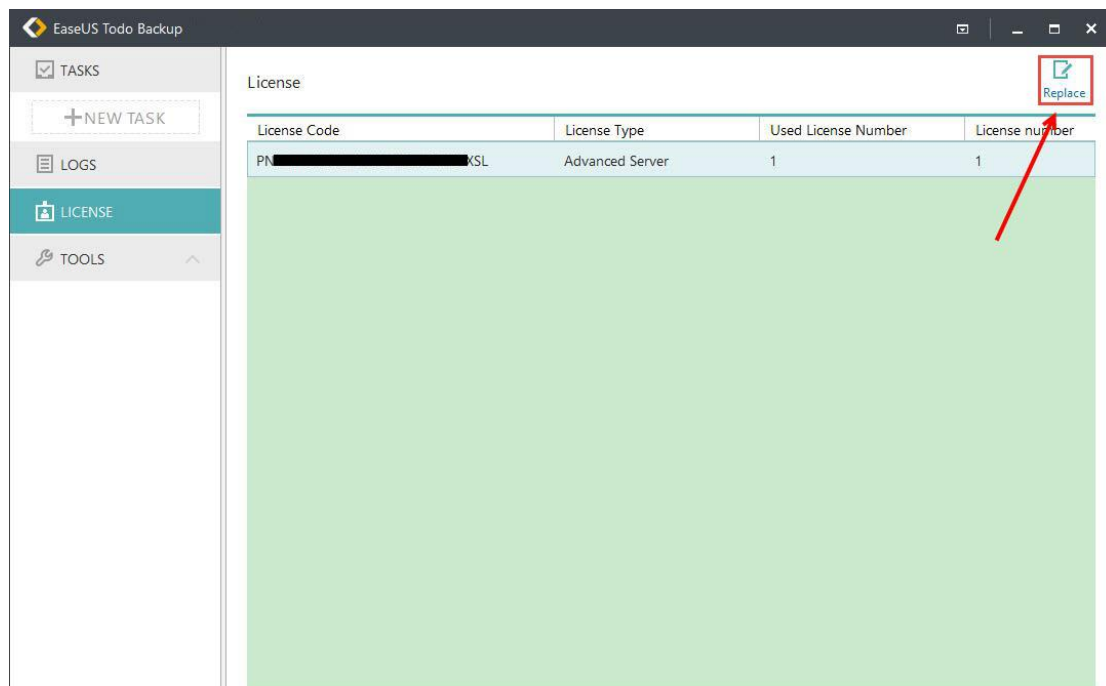 EaseUS Todo Backup
TASKS
NEW TASK
LOGS
LICENSE
TOOLS
License
Replace
License Code License Type Used License Number License number
PN XSL Advanced Server 1 1